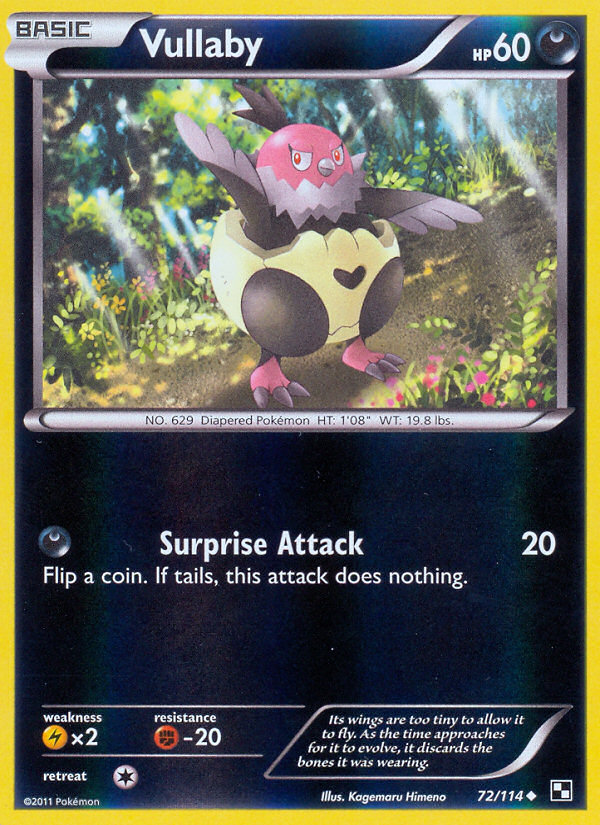 BASIC
Vullaby
HP60
NO. 629 Diapered Pokémon HT: 1'08" WT: 19.8 lbs.
Surprise Attack 20
Flip a coin. If tails, this attack does nothing.
weakness resistance
×2 -20
retreat
Its wings are too tiny to allow it
to fly. As the time approaches
for it to evolve, it discards the
bones it was wearing.
©2011 Pokémon
Illus. Kagemaru Himeno 72/114